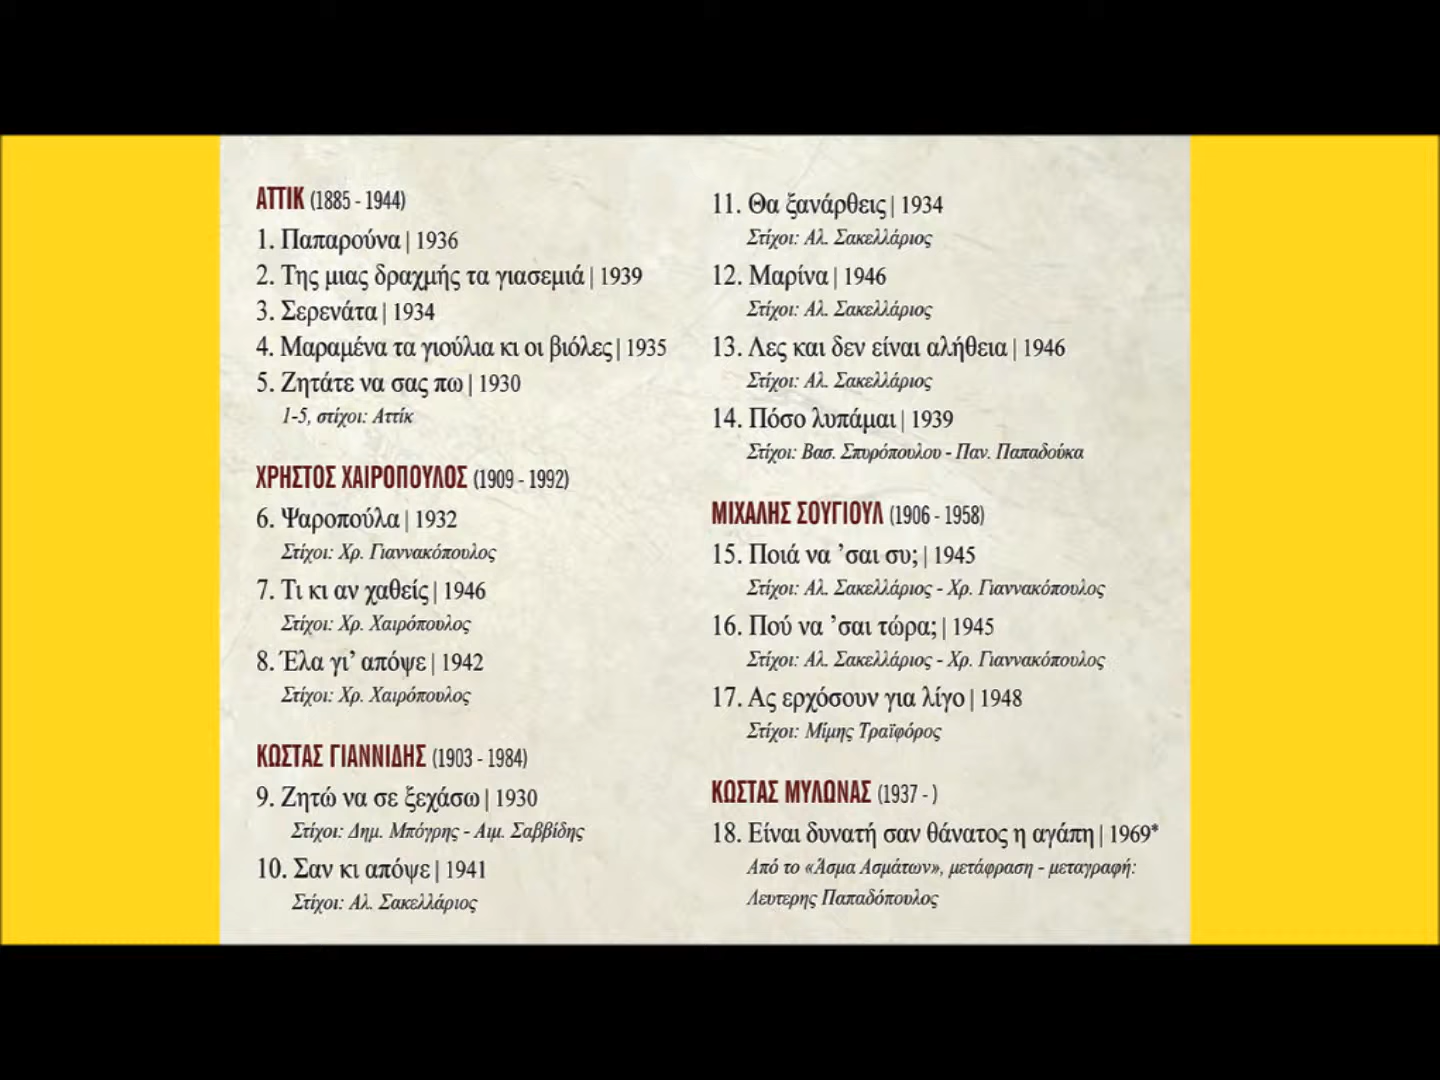 ΑΤΤΙΚ (1885 - 1944)
1. Παπαρούνα | 1936
2. Της μιας δραχμής τα γιασεμιά | 1939
3. Σερενάτα | 1934
4. Μαραμένα τα γιούλια κι οι βιόλες | 1935
5. Ζητάτε να σας πω | 1930
1-5, στίχοι: Αττίκ
ΧΡΗΣΤΟΣ ΧΑΙΡΟΠΟΥΛΟΣ (1909 - 1992)
6. Ψαροπούλα | 1932
Στίχοι: Χρ. Γιαννακόπουλος
7. Τι κι αν χαθείς | 1946
Στίχοι: Χρ. Χαιρόπουλος
8. Έλα γι’ απόψε | 1942
Στίχοι: Χρ. Χαιρόπουλος
ΚΩΣΤΑΣ ΓΙΑΝΝΙΔΗΣ (1903 - 1984)
9. Ζητώ να σε ξεχάσω | 1930
Στίχοι: Δημ. Μπόγρης - Αιμ. Σαββίδης
10. Σαν κι απόψε | 1941
Στίχοι: Αλ. Σακελλάριος
11. Θα ξανάρθεις | 1934
Στίχοι: Αλ. Σακελλάριος
12. Μαρίνα | 1946
Στίχοι: Αλ. Σακελλάριος
13. Λες και δεν είναι αλήθεια | 1946
Στίχοι: Αλ. Σακελλάριος
14. Πόσο λυπάμαι | 1939
Στίχοι: Βασ. Σπυρόπουλου - Παν. Παπαδούκα
ΜΙΧΑΛΗΣ ΣΟΥΓΙΟΥΛ (1906 - 1958)
15. Ποιά να ’σαι συ; | 1945
Στίχοι: Αλ. Σακελλάριος - Χρ. Γιαννακόπουλος
16. Πού να ’σαι τώρα; | 1945
Στίχοι: Αλ. Σακελλάριος - Χρ. Γιαννακόπουλος
17. Ας ερχόσουν για λίγο | 1948
Στίχοι: Μίμης Τραϊφόρος
ΚΩΣΤΑΣ ΜΥΛΩΝΑΣ (1937 - )
18. Είναι δυνατή σαν θάνατος η αγάπη | 1969*
Από το «Άσμα Ασμάτων», μετάφραση - μεταγραφή:
Λευτερης Παπαδόπουλος